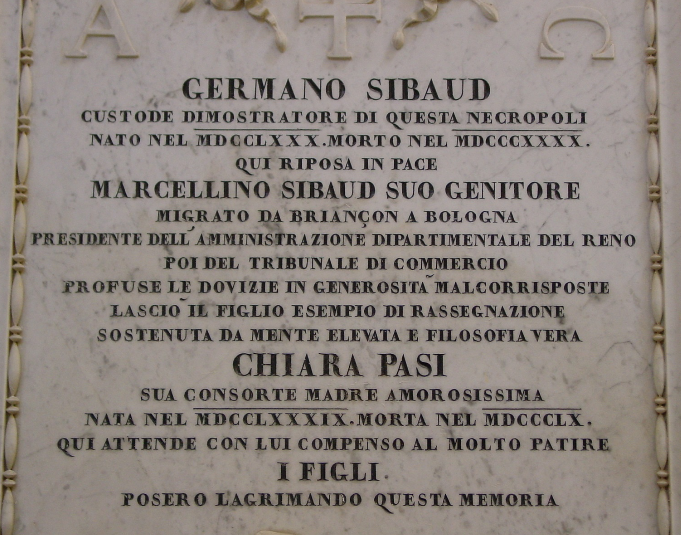 A C
GERMANO SIBAUD
CUSTODE DIMOSTRATORE DI QUESTA NECROPOLI
NATO NEL MDCCLXXX.MORTO NEL MDCCCXXXX.
QUI RIPOSA IN PACE
MARCELLINO SIBAUD SUO GENITORE
MIGRATO DA BRIANÇON A BOLOGNA
PRESIDENTE DELL'AMMINISTRAZIONE DIPARTIMENTALE DEL RENO
POI DEL TRIBUNALE DI COMMERCIO
PROFUSE LE DOVIZIE IN GENEROSITA` MALCORRISPOSTE
LASCIO` IL FIGLIO ESEMPIO DI RASSEGNAZIONE
SOSTENUTA DA MENTE ELEVATA E FILOSOFIA VERA
CHIARA PASI
SUA CONSORTE MADRE AMOROSISSIMA
NATA NEL MDCCLXXXIX.MORTA NEL MDCCCLX.
QUI ATTENDE CON LUI COMPENSO AL MOLTO PATIRE
I FIGLI
POSERO LAGRIMANDO QUESTA MEMORIA